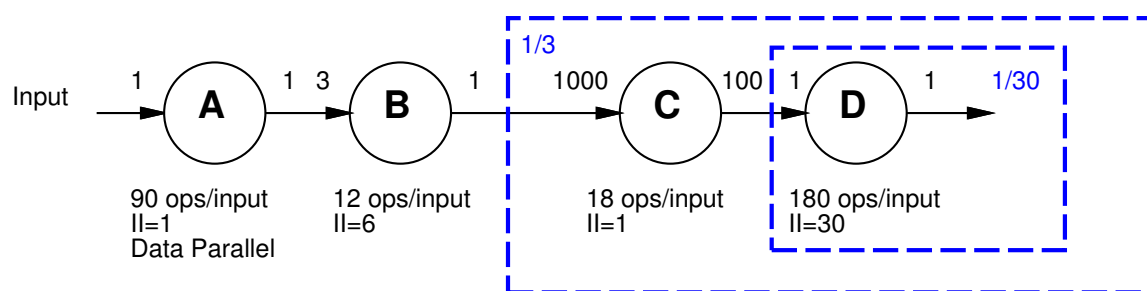 1/3
1 1 3 1 1000 100 1 1 1/30
Input A B C D
90 ops/input 12 ops/input 18 ops/input 180 ops/input
II=1 II=6 II=1 II=30
Data Parallel